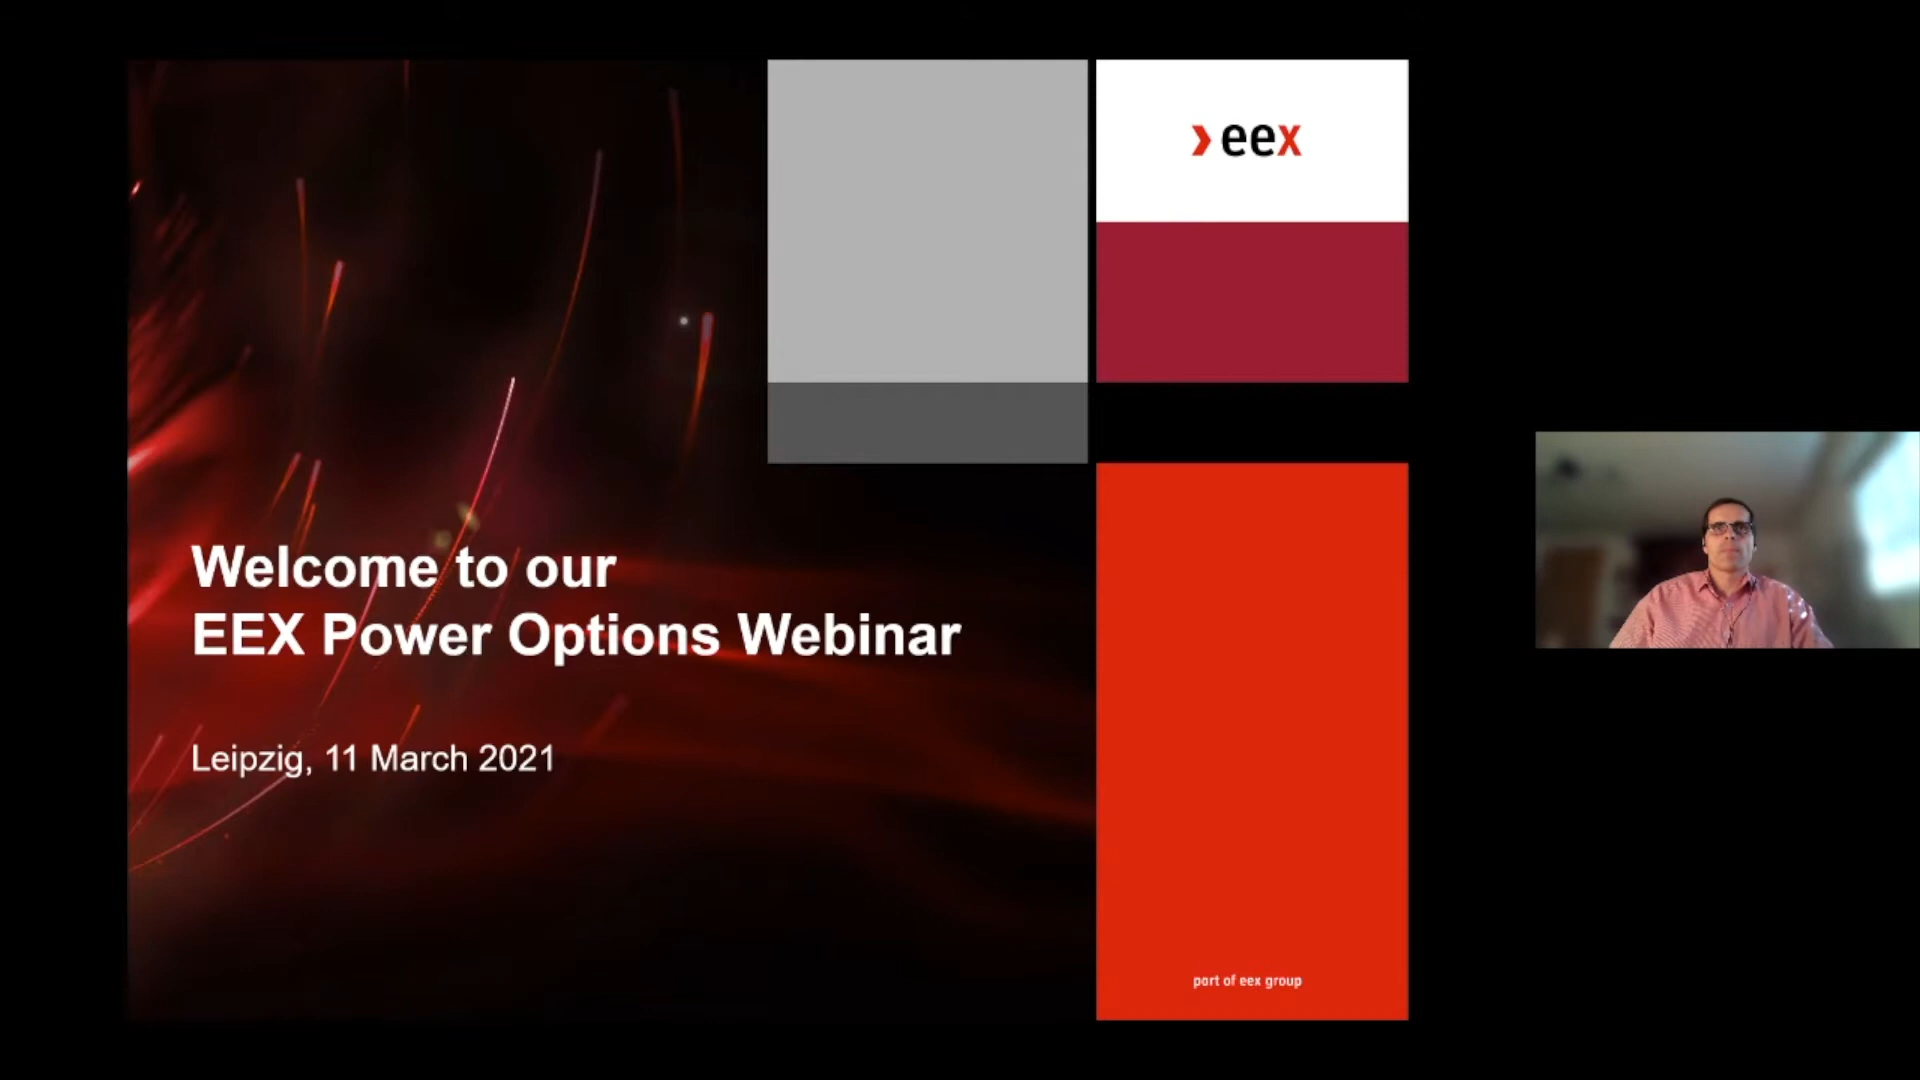 eex
Welcome to our
EEX Power Options Webinar
Leipzig, 11 March 2021
part of eex group